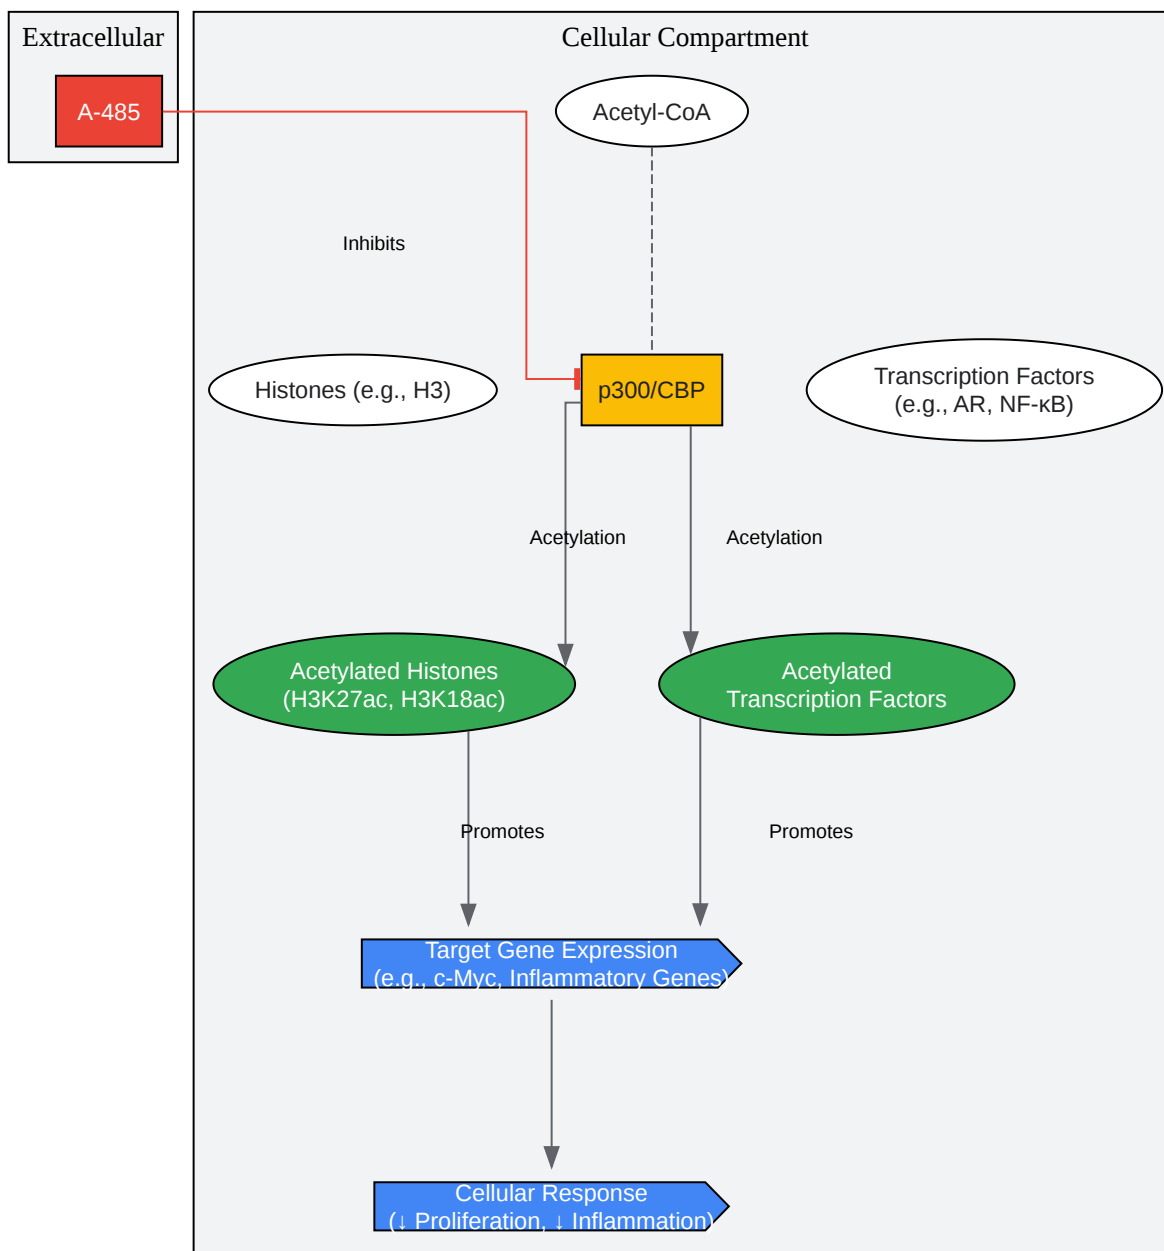 Extracellular
Cellular Compartment
A-485
Acetyl-CoA
Inhibits
Histones (e.g., H3)
p300/CBP
Transcription Factors
(e.g., AR, NF-κB)
Acetylation
Acetylation
Acetylated Histones
(H3K27ac, H3K18ac)
Acetylated
Transcription Factors
Promotes
Promotes
Target Gene Expression
(e.g., c-Myc, Inflammatory Genes)
Cellular Response
(↓ Proliferation, ↓ Inflammation)